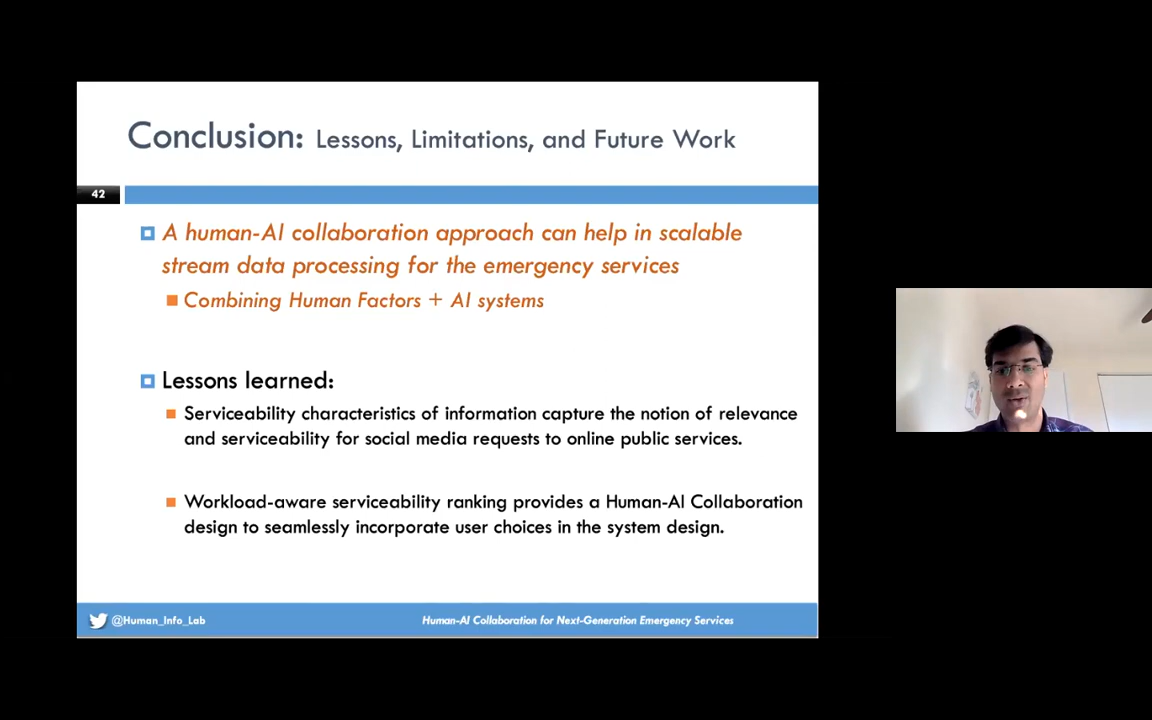 Conclusion: Lessons, Limitations, and Future Work
42
A human-AI collaboration approach can help in scalable
stream data processing for the emergency services
Combining Human Factors + AI systems
Lessons learned:
Serviceability characteristics of information capture the notion of relevance
and serviceability for social media requests to online public services.
Workload-aware serviceability ranking provides a Human-AI Collaboration
design to seamlessly incorporate user choices in the system design.
@Human_Info_Lab
Human-AI Collaboration for Next-Generation Emergency Services